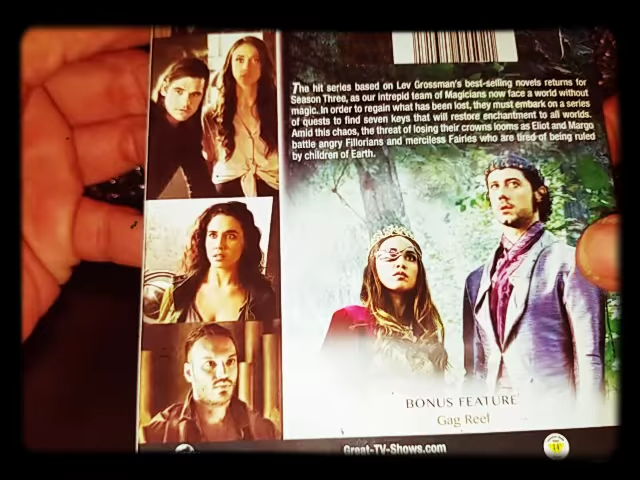 The hit series based on Lev Grossman's best-selling novels returns for
Season Three, as our intrepid team of Magicians now face a world without
magic. In order to regain what has been lost, they must embark on a series
of quests to find seven keys that will restore enchantment to all worlds.
Amid this chaos, the threat of losing their crowns looms as Eliot and Margo
battle angry Fillorians and merciless Fairies who are tired of being ruled
by children of Earth.
BONUS FEATURE
Gag Reel
Great-TV-Shows.com